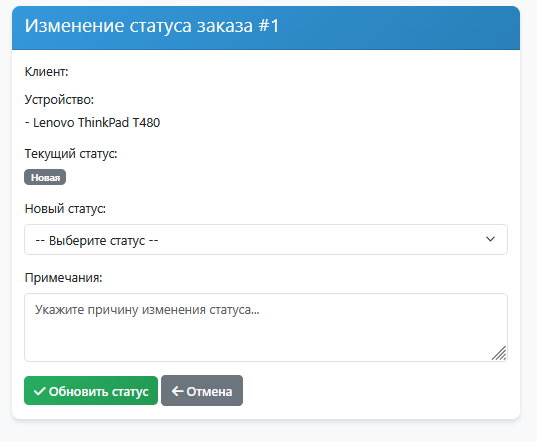 Изменение статуса заказа #1
Клиент:
Устройство:
- Lenovo ThinkPad T480
Текущий статус:
Новая
Новый статус:
-- Выберите статус --
Примечания:
Укажите причину изменения статуса...
Обновить статус
Отмена